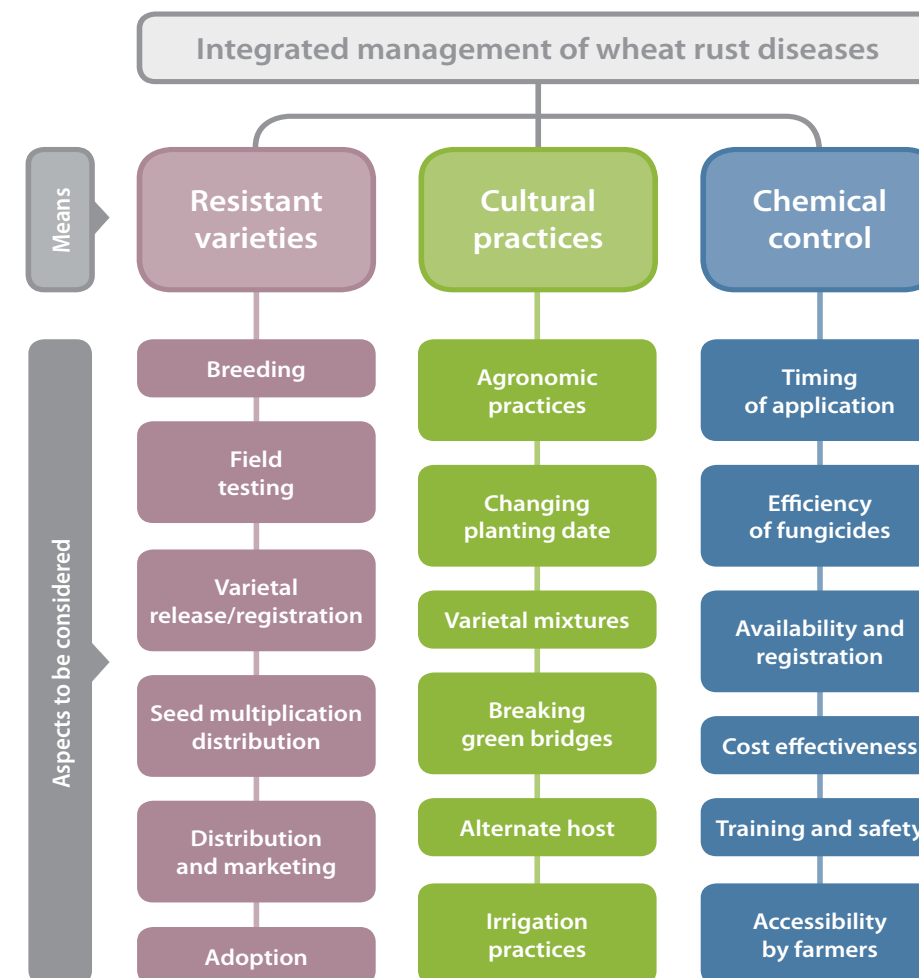 Integrated management of wheat rust diseases
Means
Resistant
varieties
Cultural
practices
Chemical
control
Aspects to be considered
Breeding
Field
testing
Varietal
release/registration
Seed multiplication
distribution
Distribution
and marketing
Adoption
Agronomic
practices
Changing
planting date
Varietal mixtures
Breaking
green bridges
Alternate host
Irrigation
practices
Timing
of application
Efficiency
of fungicides
Availability and
registration
Cost effectiveness
Training and safety
Accessibility
by farmers